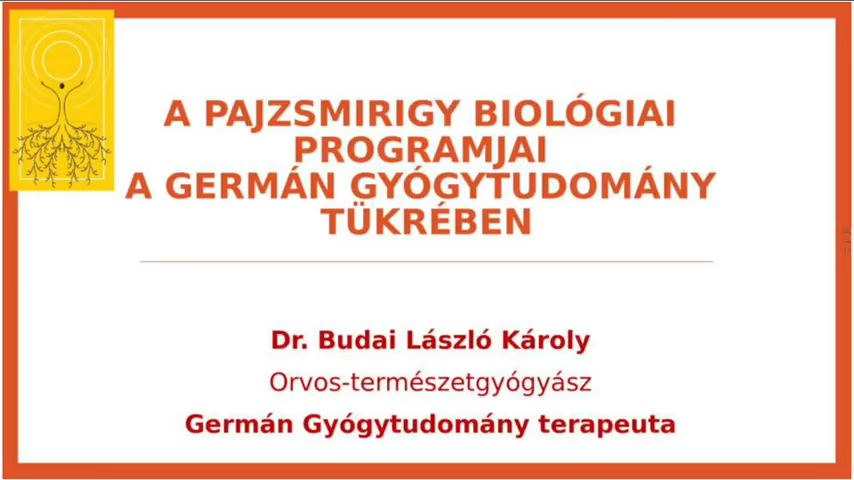 A PAJZSMIRIGY BIOLÓGIAI
PROGRAMJAI
A GERMÁN GYÓGYTUDOMÁNY
TÜKRÉBEN
Dr. Budai László Károly
Orvos-természetgyógyász
Germán Gyógytudomány terapeuta